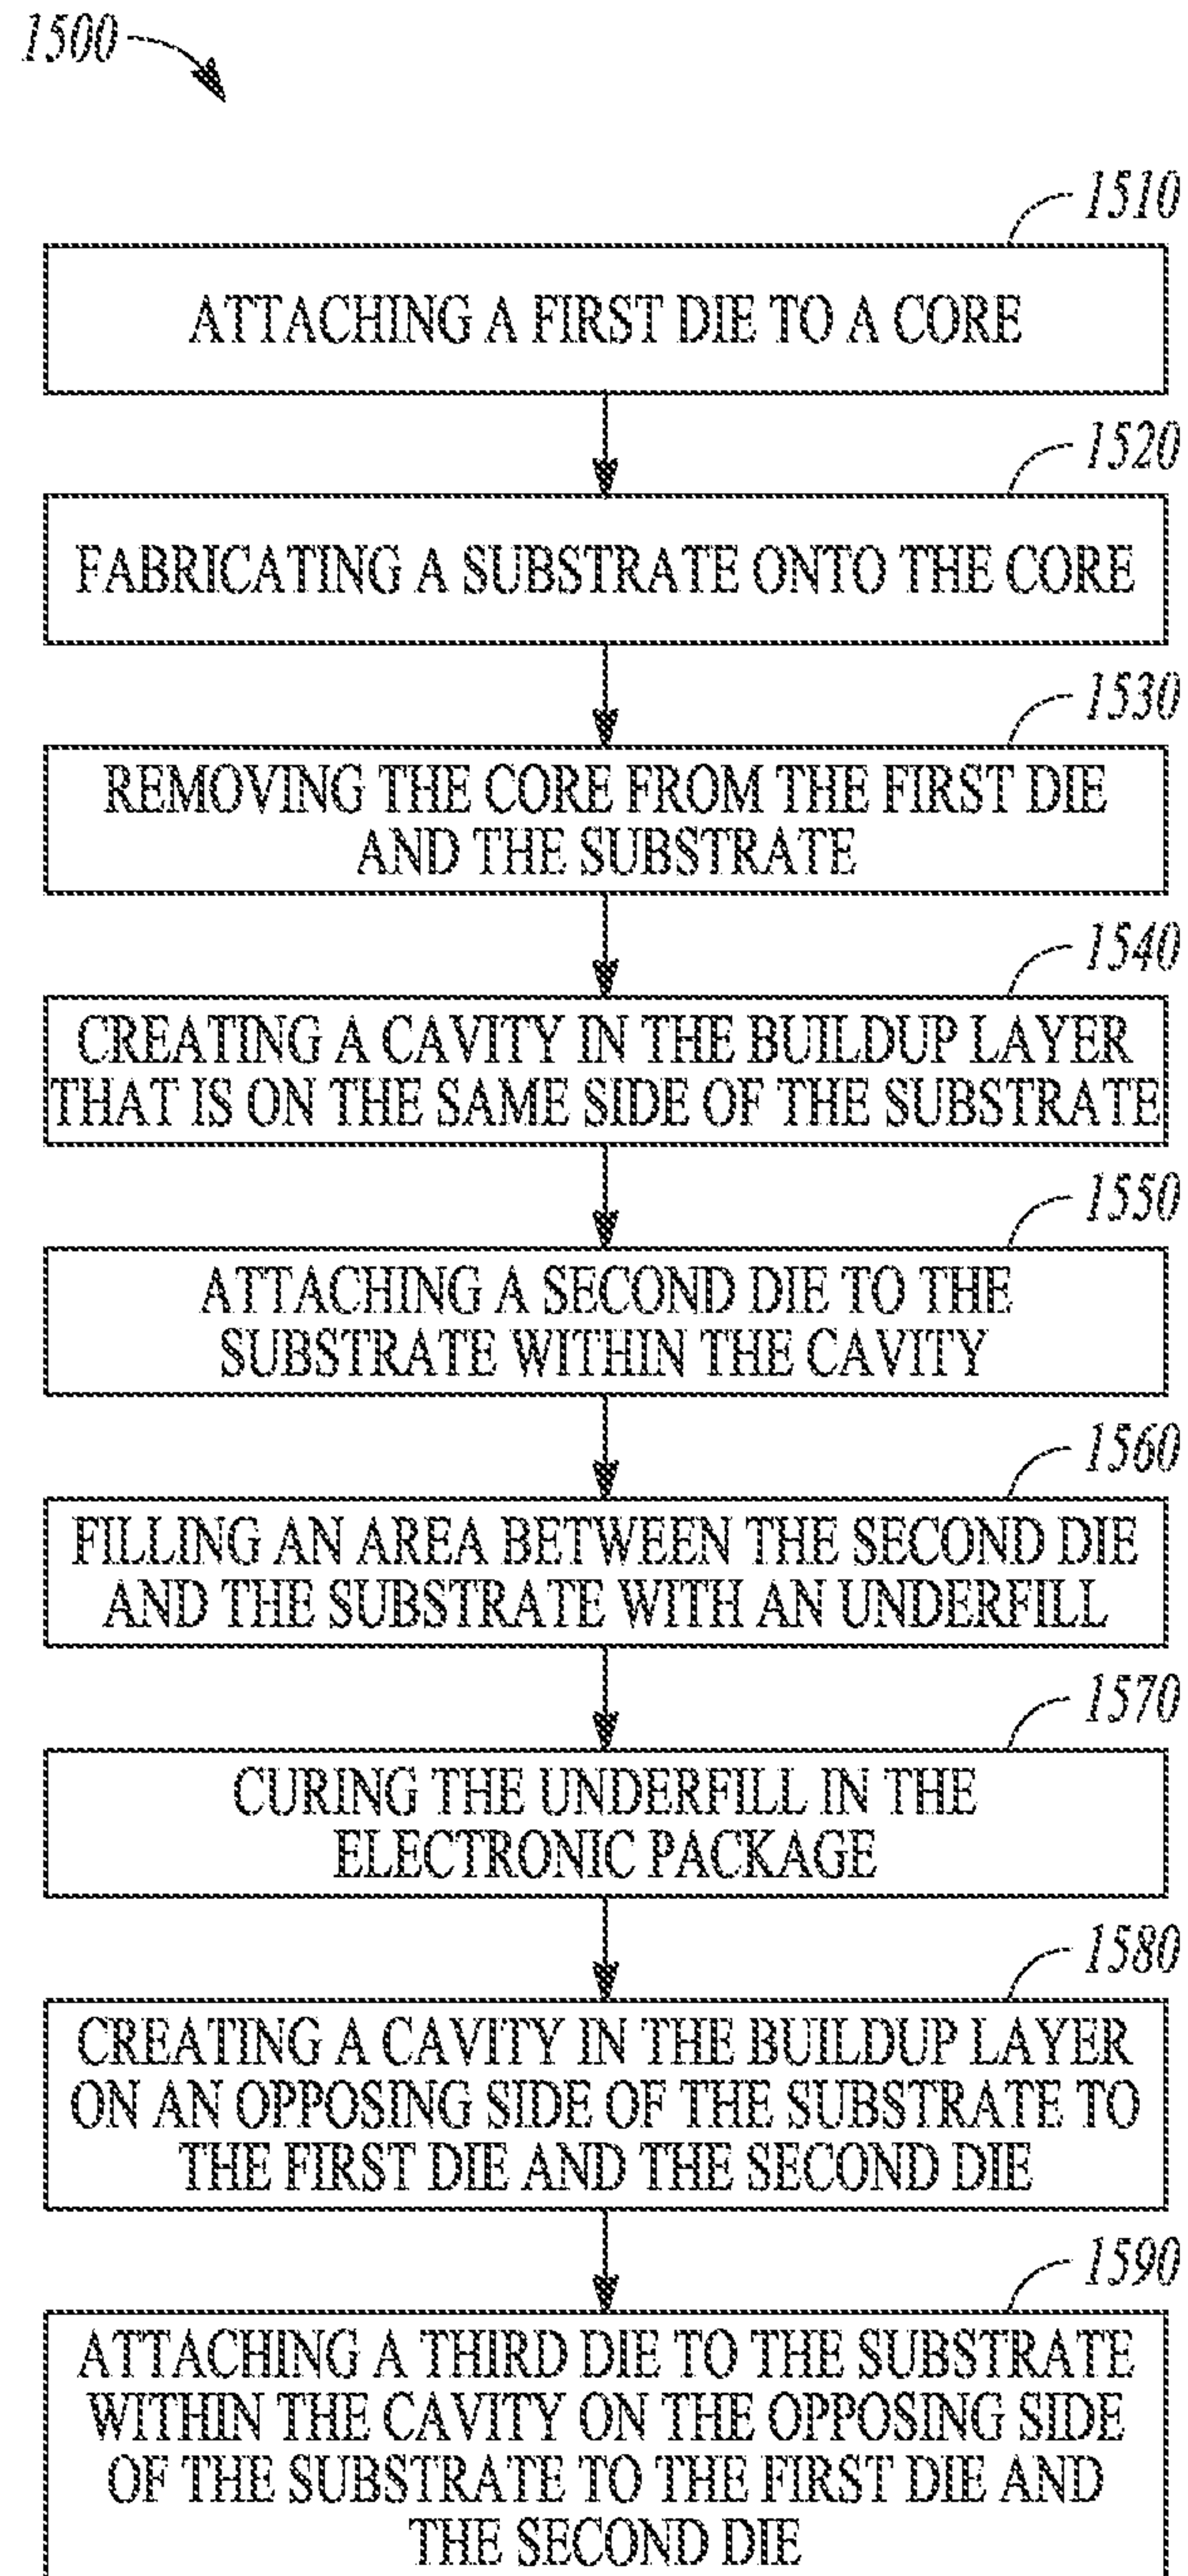 1500
1510
ATTACHING A FIRST DIE TO A CORE
1520
FABRICATING A SUBSTRATE ONTO THE CORE
1530
REMOVING THE CORE FROM THE FIRST DIE
AND THE SUBSTRATE
1540
CREATING A CAVITY IN THE BUILDUP LAYER
THAT IS ON THE SAME SIDE OF THE SUBSTRATE
1550
ATTACHING A SECOND DIE TO THE
SUBSTRATE WITHIN THE CAVITY
1560
FILLING AN AREA BETWEEN THE SECOND DIE
AND THE SUBSTRATE WITH AN UNDERFILL
1570
CURING THE UNDERFILL IN THE
ELECTRONIC PACKAGE
1580
CREATING A CAVITY IN THE BUILDUP LAYER
ON AN OPPOSING SIDE OF THE SUBSTRATE TO
THE FIRST DIE AND THE SECOND DIE
1590
ATTACHING A THIRD DIE TO THE SUBSTRATE
WITHIN THE CAVITY ON THE OPPOSING SIDE
OF THE SUBSTRATE TO THE FIRST DIE AND
THE SECOND DIE